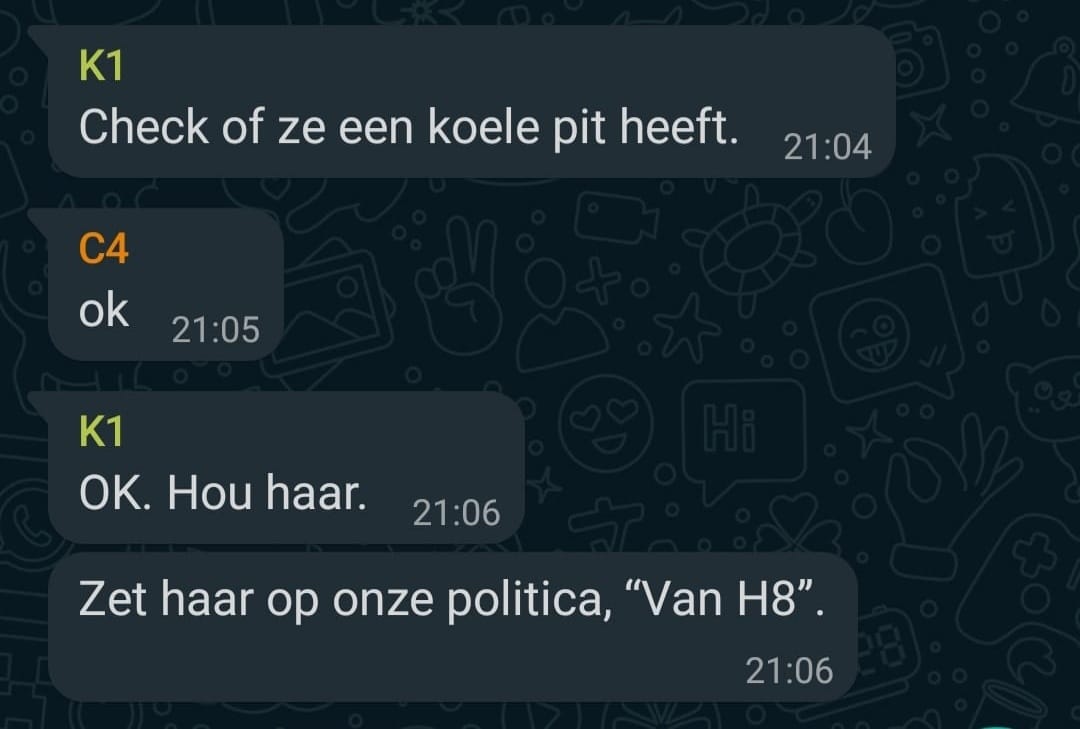 K1
Check of ze een koele pit heeft.
21:04
C4
ok
21:05
K1
OK. Hou haar.
21:06
Zet haar op onze politica, “Van H8”.
21:06
Hi